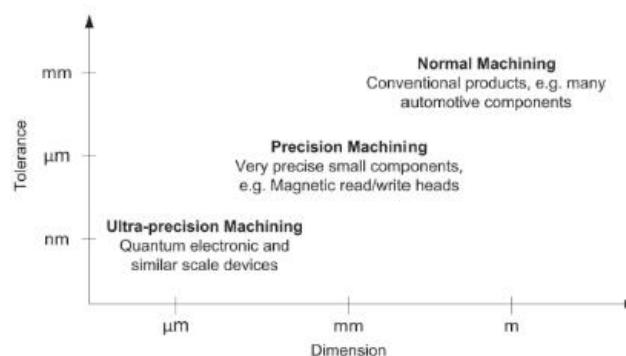 Normal Machining
Conventional products, e.g. many
automotive components
Precision Machining
Very precise small components,
e.g. Magnetic read/write heads
Ultra-precision Machining
Quantum electronic and
similar scale devices
Tolerance
mm
μm
nm
μm
mm
m
Dimension